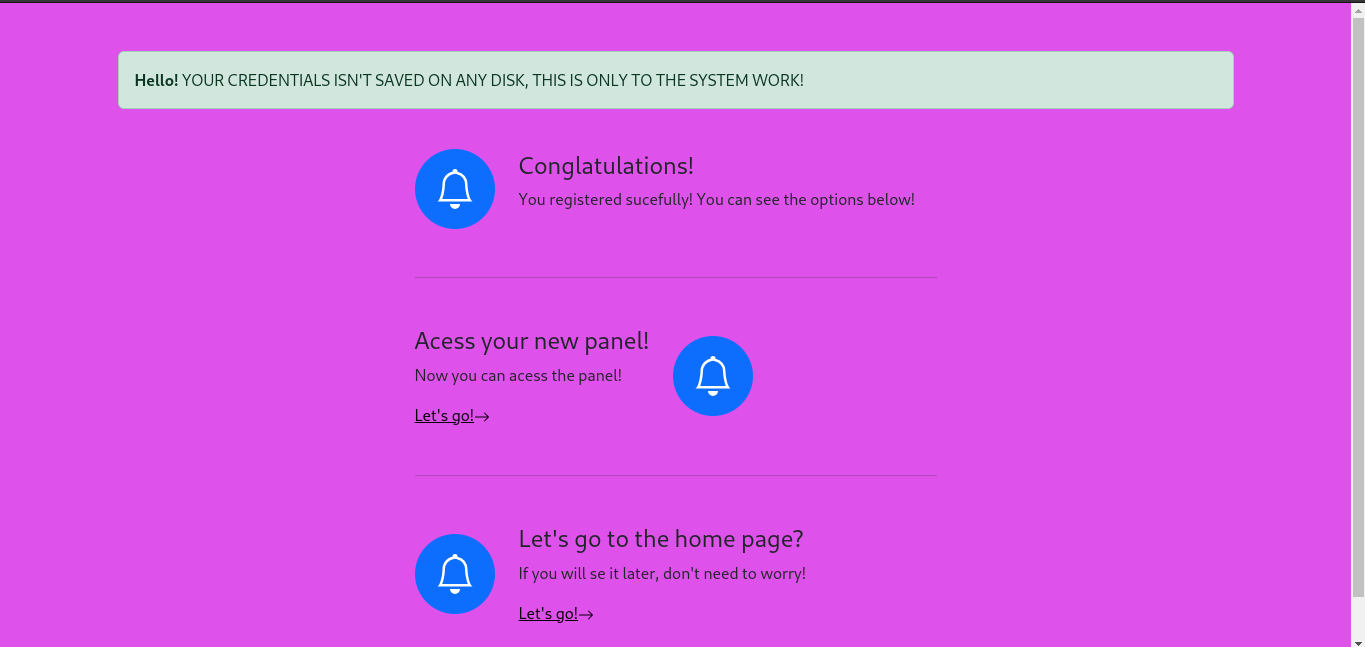 Hello! YOUR CREDENTIALS ISN'T SAVED ON ANY DISK, THIS IS ONLY TO THE SYSTEM WORK!
Conglatulations!
You registered sucefully! You can see the options below!
Acess your new panel!
Now you can acess the panel!
Let's go!→
Let's go to the home page?
If you will se it later, don't need to worry!
Let's go!→